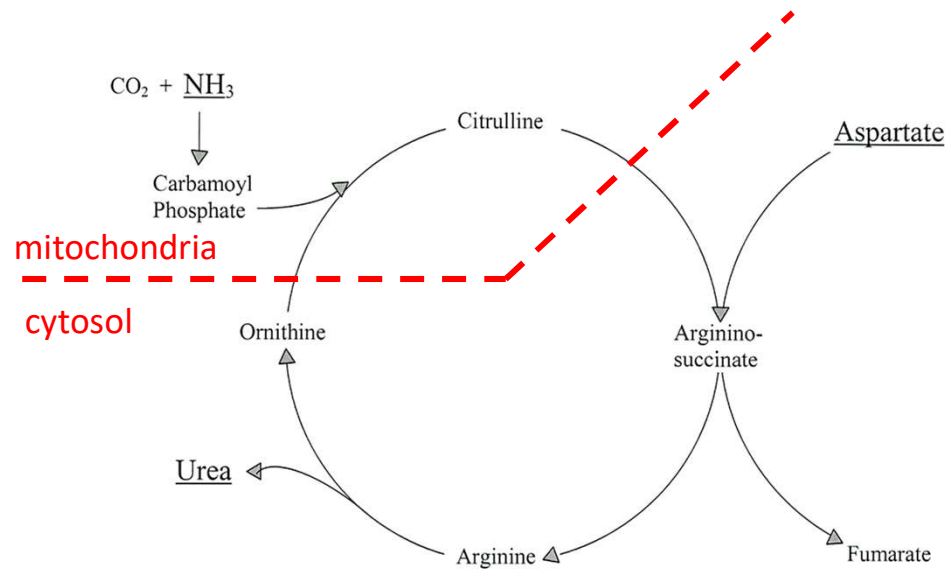 CO₂ + NH₃
Citrulline
Aspartate
Carbamoyl
Phosphate
mitochondria
cytosol
Ornithine
Arginino-
succinate
Urea
Arginine
Fumarate